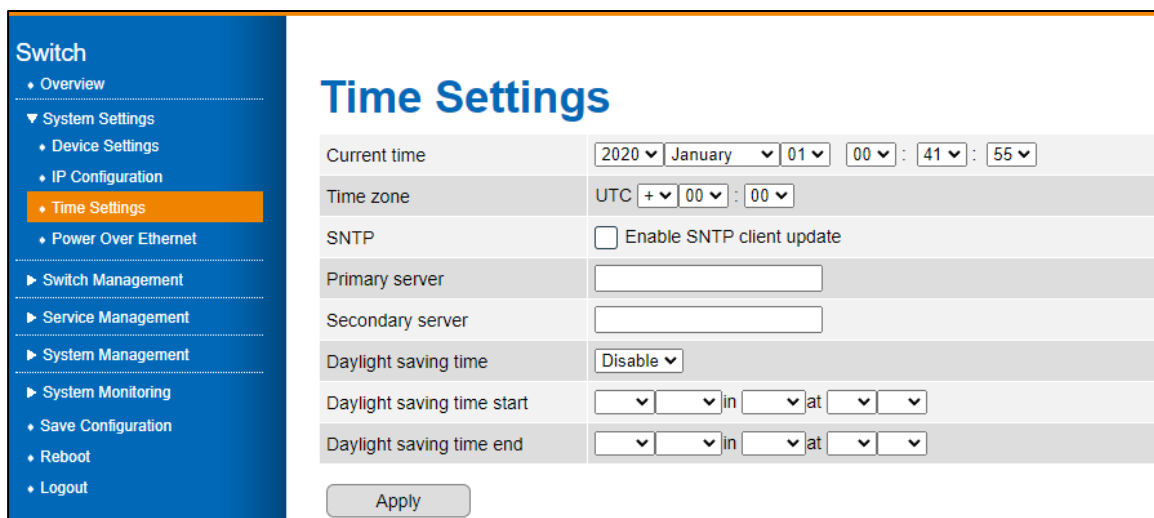 Switch
Overview
System Settings
Device Settings
IP Configuration
Time Settings
Power Over Ethernet
Switch Management
Service Management
System Management
System Monitoring
Save Configuration
Reboot
Logout
Time Settings
Current time 2020 January 01 00 : 41 : 55
Time zone UTC + 00 : 00
SNTP Enable SNTP client update
Primary server
Secondary server
Daylight saving time Disable
Daylight saving time start in at
Daylight saving time end in at
Apply